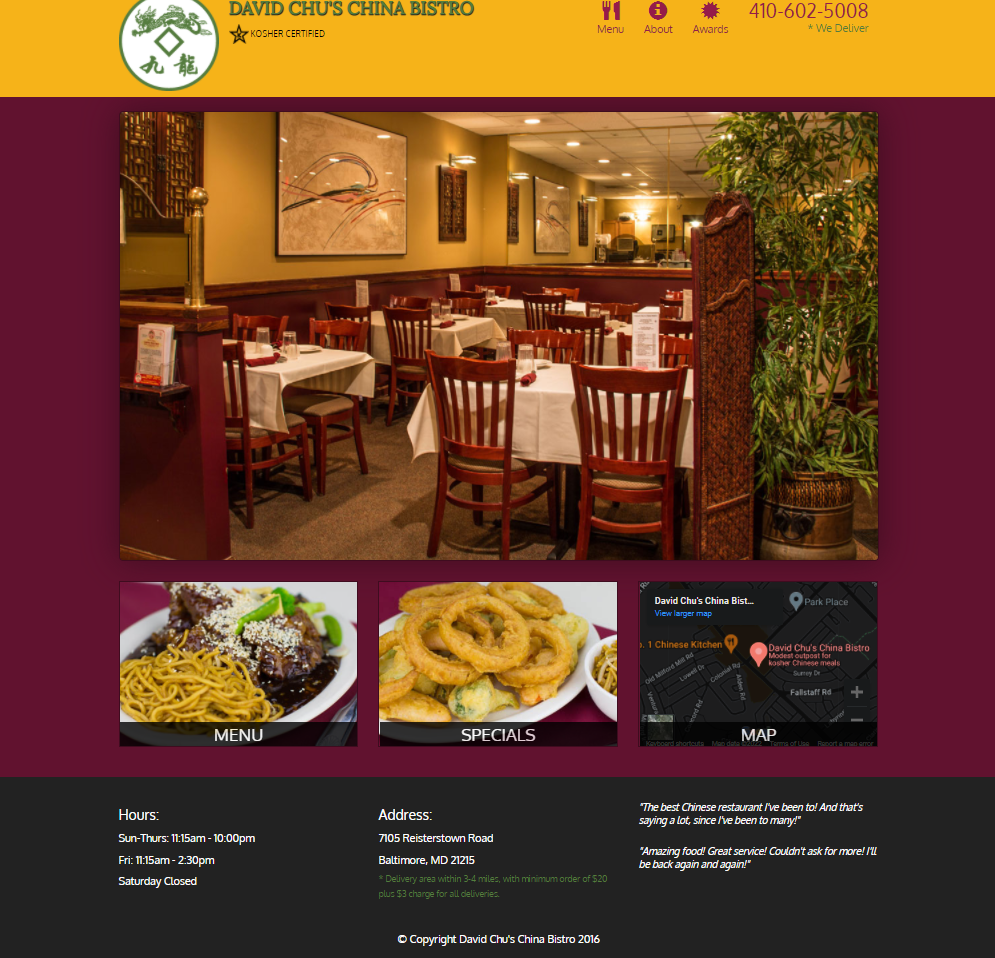 DAVID CHU'S CHINA BISTRO
KOSHER CERTIFIED
九龍
Menu
About
Awards
410-602-5008
* We Deliver
MENU
SPECIALS
David Chu's China Bist...
View larger map
Park Place
. 1 Chinese Kitchen
David Chu's China Bistro
Modest outpost for
kosher Chinese meals
Old Milford Mill Rd
Lowell Dr
Colonial Rd
Alden Rd
Surrey Dr
Fallstaff Rd
MAP
Keyboard shortcuts
Map data ©2022
Terms of Use
Report a map error
Hours:
Sun-Thurs: 11:15am - 10:00pm
Fri: 11:15am - 2:30pm
Saturday Closed
Address:
7105 Reisterstown Road
Baltimore, MD 21215
* Delivery area within 3-4 miles, with minimum order of $20
plus $3 charge for all deliveries.
"The best Chinese restaurant I've been to! And that's
saying a lot, since I've been to many!"
"Amazing food! Great service! Couldn't ask for more! I'll
be back again and again!"
© Copyright David Chu's China Bistro 2016